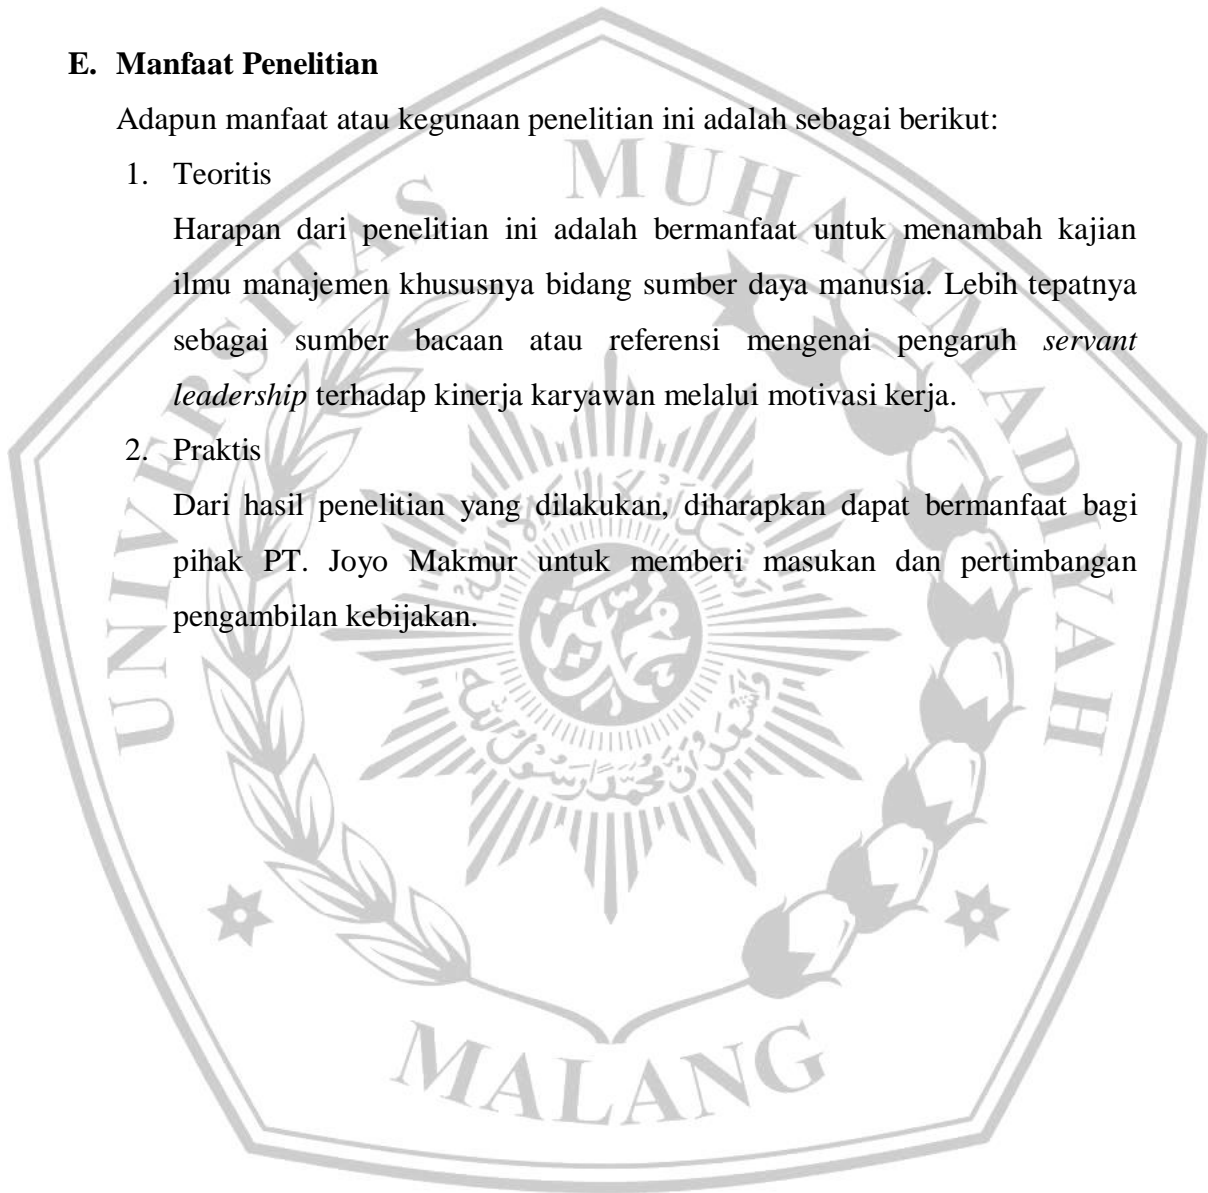 E. Manfaat Penelitian
Adapun manfaat atau kegunaan penelitian ini adalah sebagai berikut:
1. Teoritis
Harapan dari penelitian ini adalah bermanfaat untuk menambah kajian
ilmu manajemen khususnya bidang sumber daya manusia. Lebih tepatnya
sebagai sumber bacaan atau referensi mengenai pengaruh servant
leadership terhadap kinerja karyawan melalui motivasi kerja.
2. Praktis
Dari hasil penelitian yang dilakukan, diharapkan dapat bermanfaat bagi
pihak PT. Joyo Makmur untuk memberi masukan dan pertimbangan
pengambilan kebijakan.
UNIVERSITAS MUHAMMADIYAH
MALANG